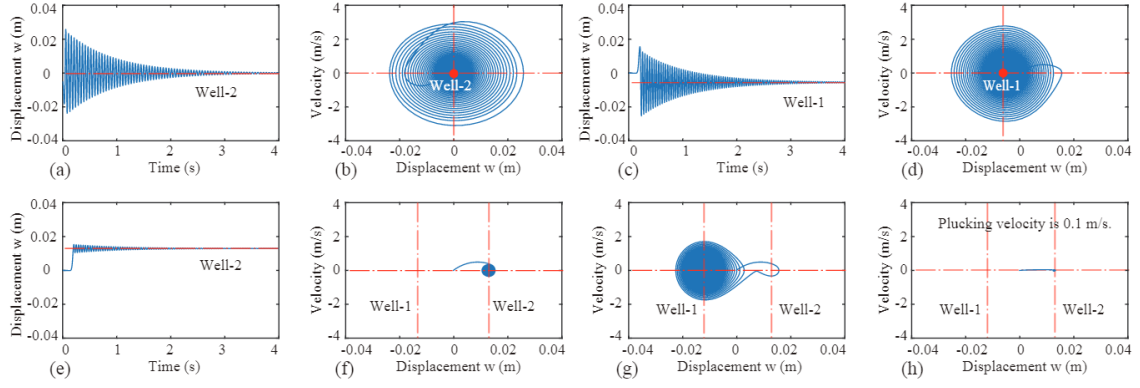 Displacement w (m)
0.04
0.02
0
-0.02
-0.04
Well-2
0
1
2
3
4
Time (s)
(a)
Velocity (m/s)
4
2
0
-2
-4
Well-2
-0.04
-0.02
0
0.02
0.04
Displacement w (m)
(b)
Displacement w (m)
0.04
0.02
0
-0.02
-0.04
Well-1
0
1
2
3
4
Time (s)
(c)
Velocity (m/s)
4
2
0
-2
-4
Well-1
-0.04
-0.02
0
0.02
0.04
Displacement w (m)
(d)
Displacement w (m)
0.04
0.02
0
-0.02
-0.04
Well-2
0
1
2
3
4
Time (s)
(e)
Velocity (m/s)
4
2
0
-2
-4
Well-1
Well-2
-0.04
-0.02
0
0.02
0.04
Displacement w (m)
(f)
Velocity (m/s)
4
2
0
-2
-4
Well-1
Well-2
-0.04
-0.02
0
0.02
0.04
Displacement w (m)
(g)
Velocity (m/s)
4
2
0
-2
-4
Plucking velocity is 0.1 m/s.
Well-1
Well-2
-0.04
-0.02
0
0.02
0.04
Displacement w (m)
(h)